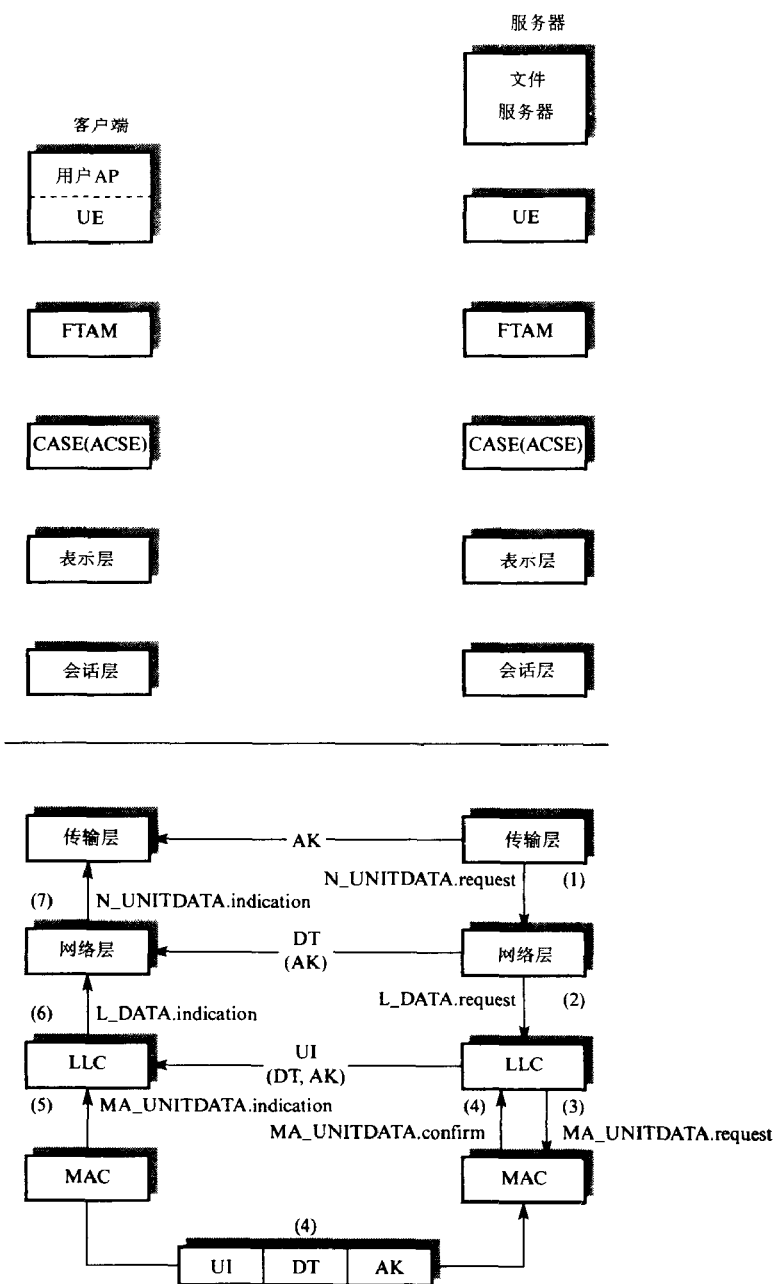 服务器
文件
服务器
客户端
用户AP
UE
UE
FTAM
FTAM
CASE(ACSE)
CASE(ACSE)
表示层
表示层
会话层
会话层
传输层
AK
传输层
N_UNITDATA.request
(1)
(7)
N_UNITDATA.indication
网络层
DT
(AK)
网络层
L_DATA.request
(2)
(6)
L_DATA.indication
LLC
UI
(DT, AK)
LLC
(5)
MA_UNITDATA.indication
(4)
(3)
MA_UNITDATA.confirm
MA_UNITDATA.request
MAC
MAC
(4)
UI
DT
AK